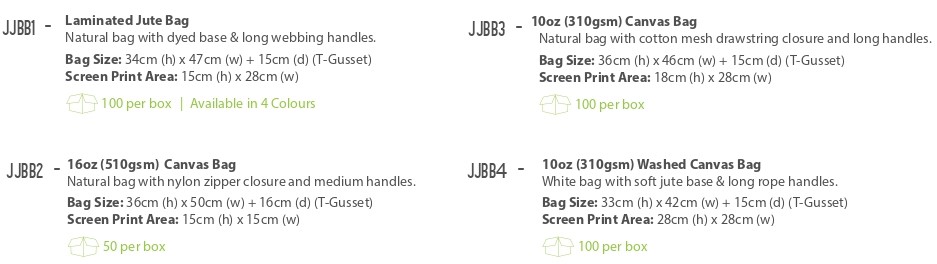 JJBB1 - Laminated Jute Bag
Natural bag with dyed base & long webbing handles.
Bag Size: 34cm (h) x 47cm (w) + 15cm (d) (T-Gusset)
Screen Print Area: 15cm (h) x 28cm (w)
100 per box | Available in 4 Colours
JJBB2 - 16oz (510gsm) Canvas Bag
Natural bag with nylon zipper closure and medium handles.
Bag Size: 36cm (h) x 50cm (w) + 16cm (d) (T-Gusset)
Screen Print Area: 15cm (h) x 15cm (w)
50 per box
JJBB3 - 10oz (310gsm) Canvas Bag
Natural bag with cotton mesh drawstring closure and long handles.
Bag Size: 36cm (h) x 46cm (w) + 15cm (d) (T-Gusset)
Screen Print Area: 18cm (h) x 28cm (w)
100 per box
JJBB4 - 10oz (310gsm) Washed Canvas Bag
White bag with soft jute base & long rope handles.
Bag Size: 33cm (h) x 42cm (w) + 15cm (d) (T-Gusset)
Screen Print Area: 28cm (h) x 28cm (w)
100 per box